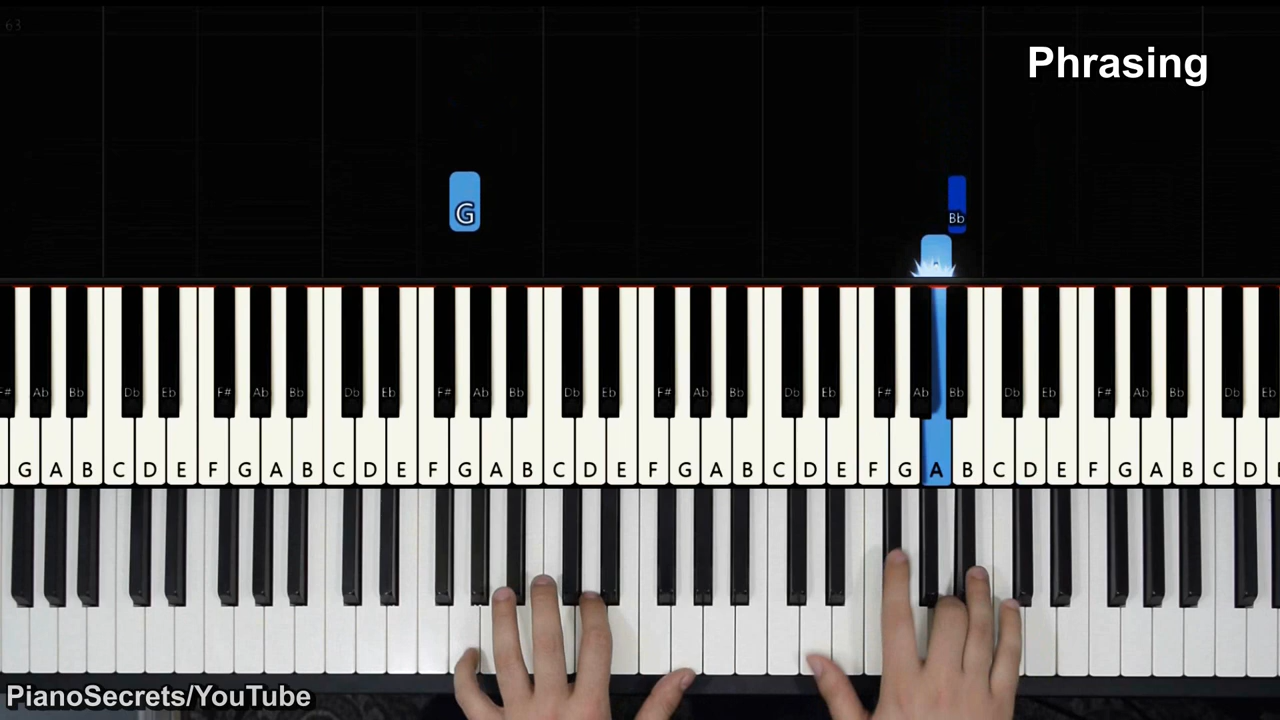 63
Phrasing
G
Bb
F# Ab Bb Db Eb F# Ab Bb Db Eb F# Ab Bb Db Eb F# Ab Bb Db Eb F# Ab Bb Db Eb F# Ab Bb Db Eb
G A B C D E F G A B C D E F G A B C D E F G A B C D E F G A B C D E F G A B C D
PianoSecrets/YouTube